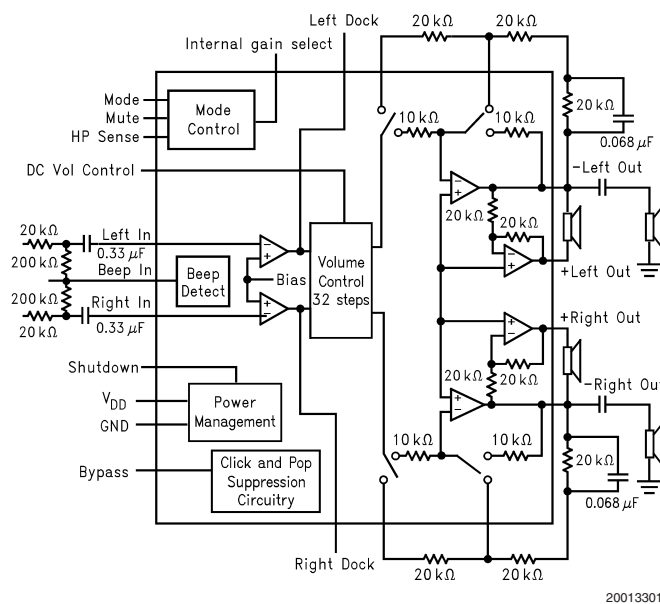 Left Dock
20 kΩ
20 kΩ
Internal gain select
Mode
Mute
HP Sense
Mode
Control
10 kΩ
10 kΩ
20 kΩ
0.068 μF
DC Vol Control
−Left Out
20 kΩ
Left In
0.33 μF
200 kΩ
Beep In
Beep
Detect
Bias
Volume
Control
32 steps
20 kΩ
20 kΩ
+Left Out
200 kΩ
Right In
20 kΩ
0.33 μF
+Right Out
Shutdown
VDD
GND
Power
Management
20 kΩ
20 kΩ
−Right Out
Bypass
Click and Pop
Suppression
Circuitry
10 kΩ
10 kΩ
20 kΩ
0.068 μF
Right Dock
20 kΩ
20 kΩ
20013301